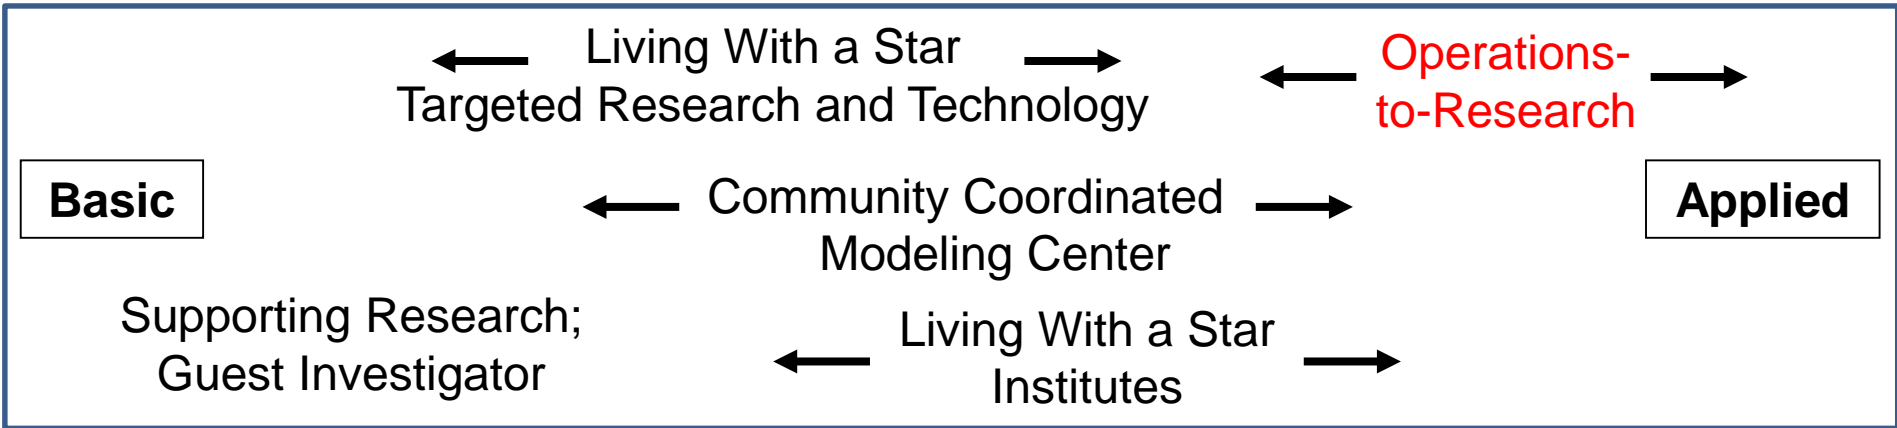 Living With a Star
Targeted Research and Technology
Operations-
to-Research
Basic
Community Coordinated
Modeling Center
Applied
Supporting Research;
Guest Investigator
Living With a Star
Institutes